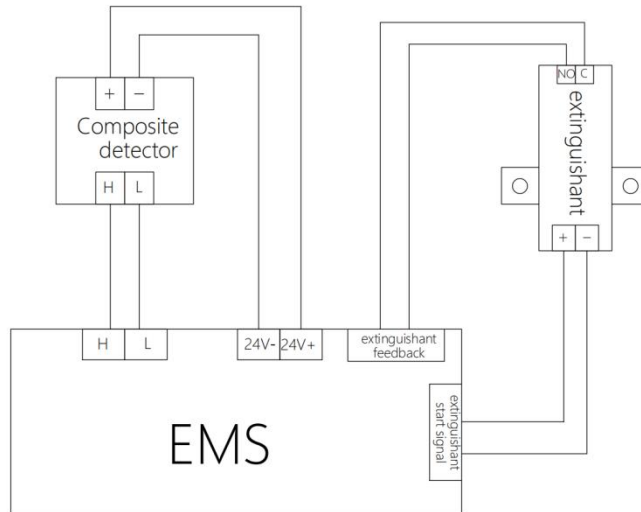 NO C
+ −
Composite
detector
extinguishant
H L
+ −
H L 24V- 24V+ extinguishant
feedback
extinguishant
start signal
EMS